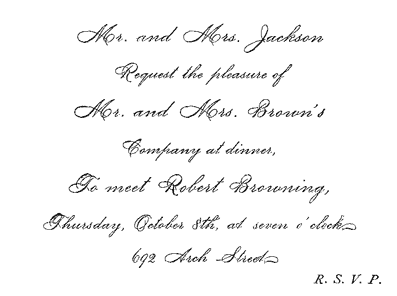 Mr. and Mrs. Jackson
Request the pleasure of
Mr. and Mrs. Brown's
Company at dinner,
To meet Robert Browning,
Thursday, October 8th, at seven o'clock
692 Arch Street
R. S. V. P.